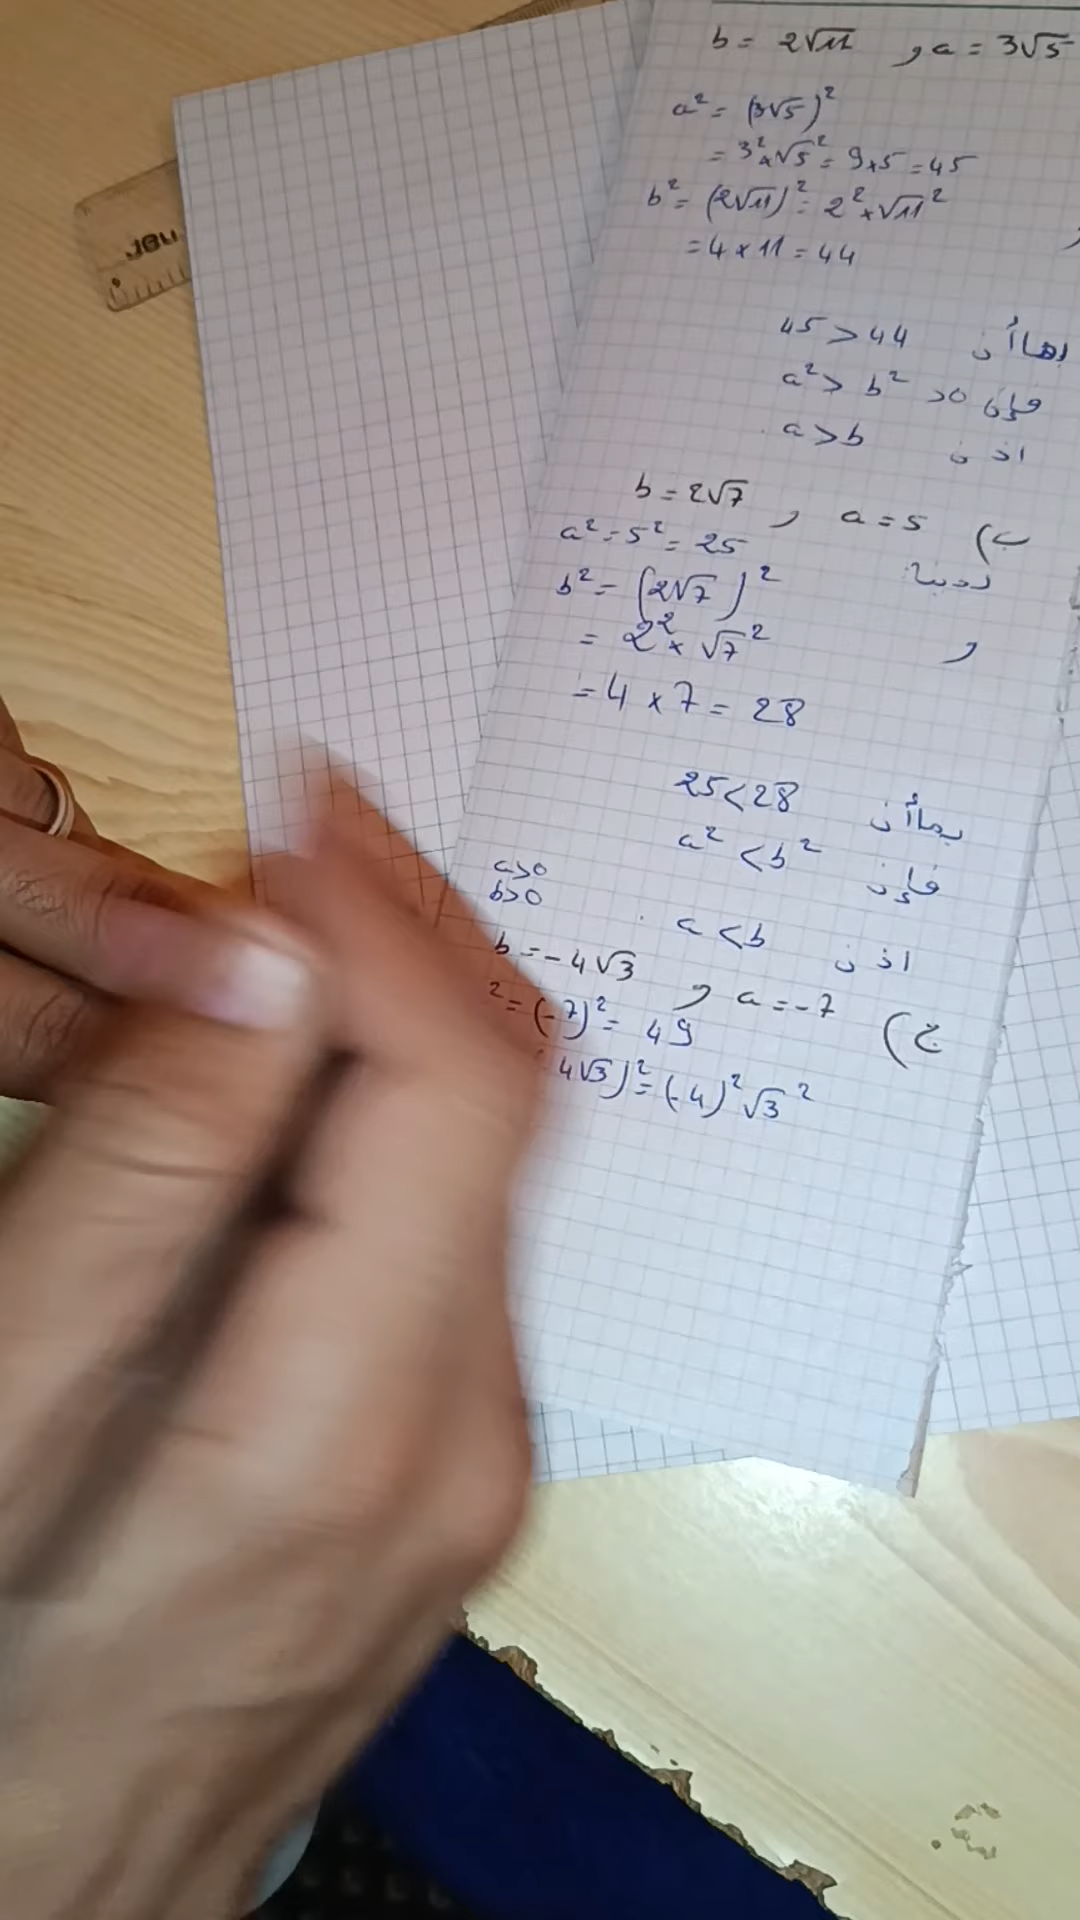 b = 2√11 و a = 3√5
a² = (3√5)²
= 3² × √5² = 9 × 5 = 45
b² = (2√11)² = 2² × √11²
= 4 × 11 = 44
بما أن 45 > 44
فإن a² > b² >0
اذن a > b
ب) a = 5 و b = 2√7
لدينا a² = 5² = 25
b² = (2√7)²
و = 2² × √7²
= 4 × 7 = 28
بما أن 25 < 28
فإن a² < b²
a>0
b>0
اذن a < b
ج) a = -7 و b = -4√3
² = (-7)² = 49
4√3)² = (-4)² √3²